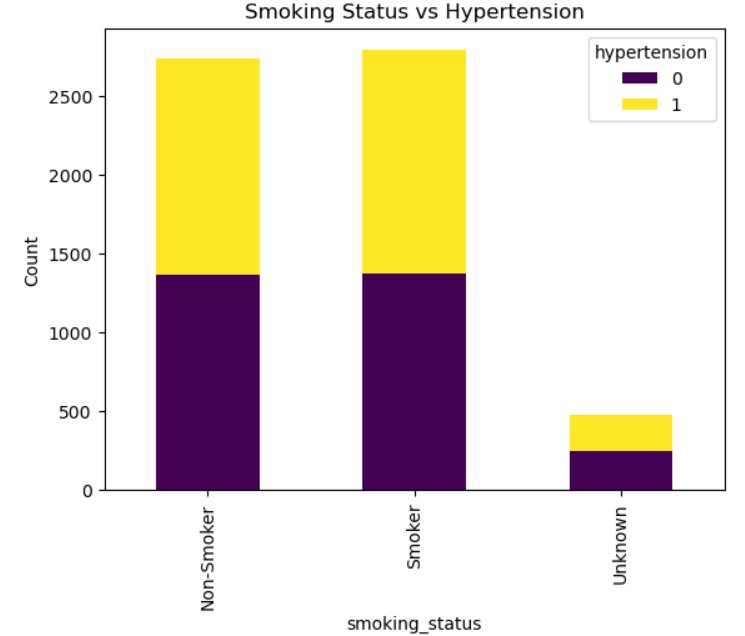 Smoking Status vs Hypertension
hypertension
0
1
Count
2500
2000
1500
1000
500
0
Non-Smoker
Smoker
Unknown
smoking_status